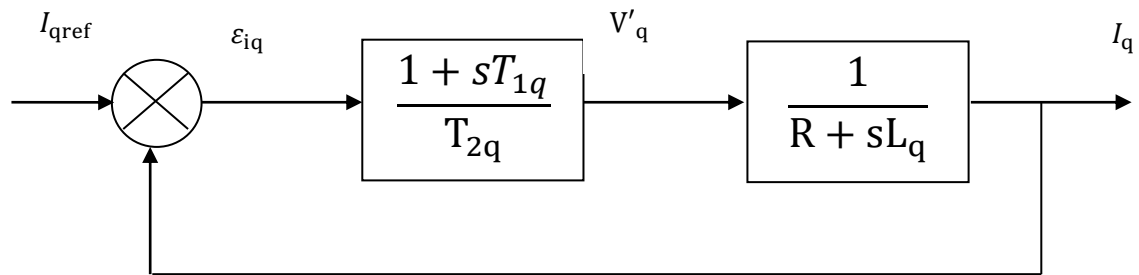 I_qref
ε_iq
1 + sT_1q
T_2q
V′_q
1
R + sL_q
I_q